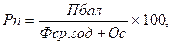 Рп = Пбал / Фср.год + Ос × 100,